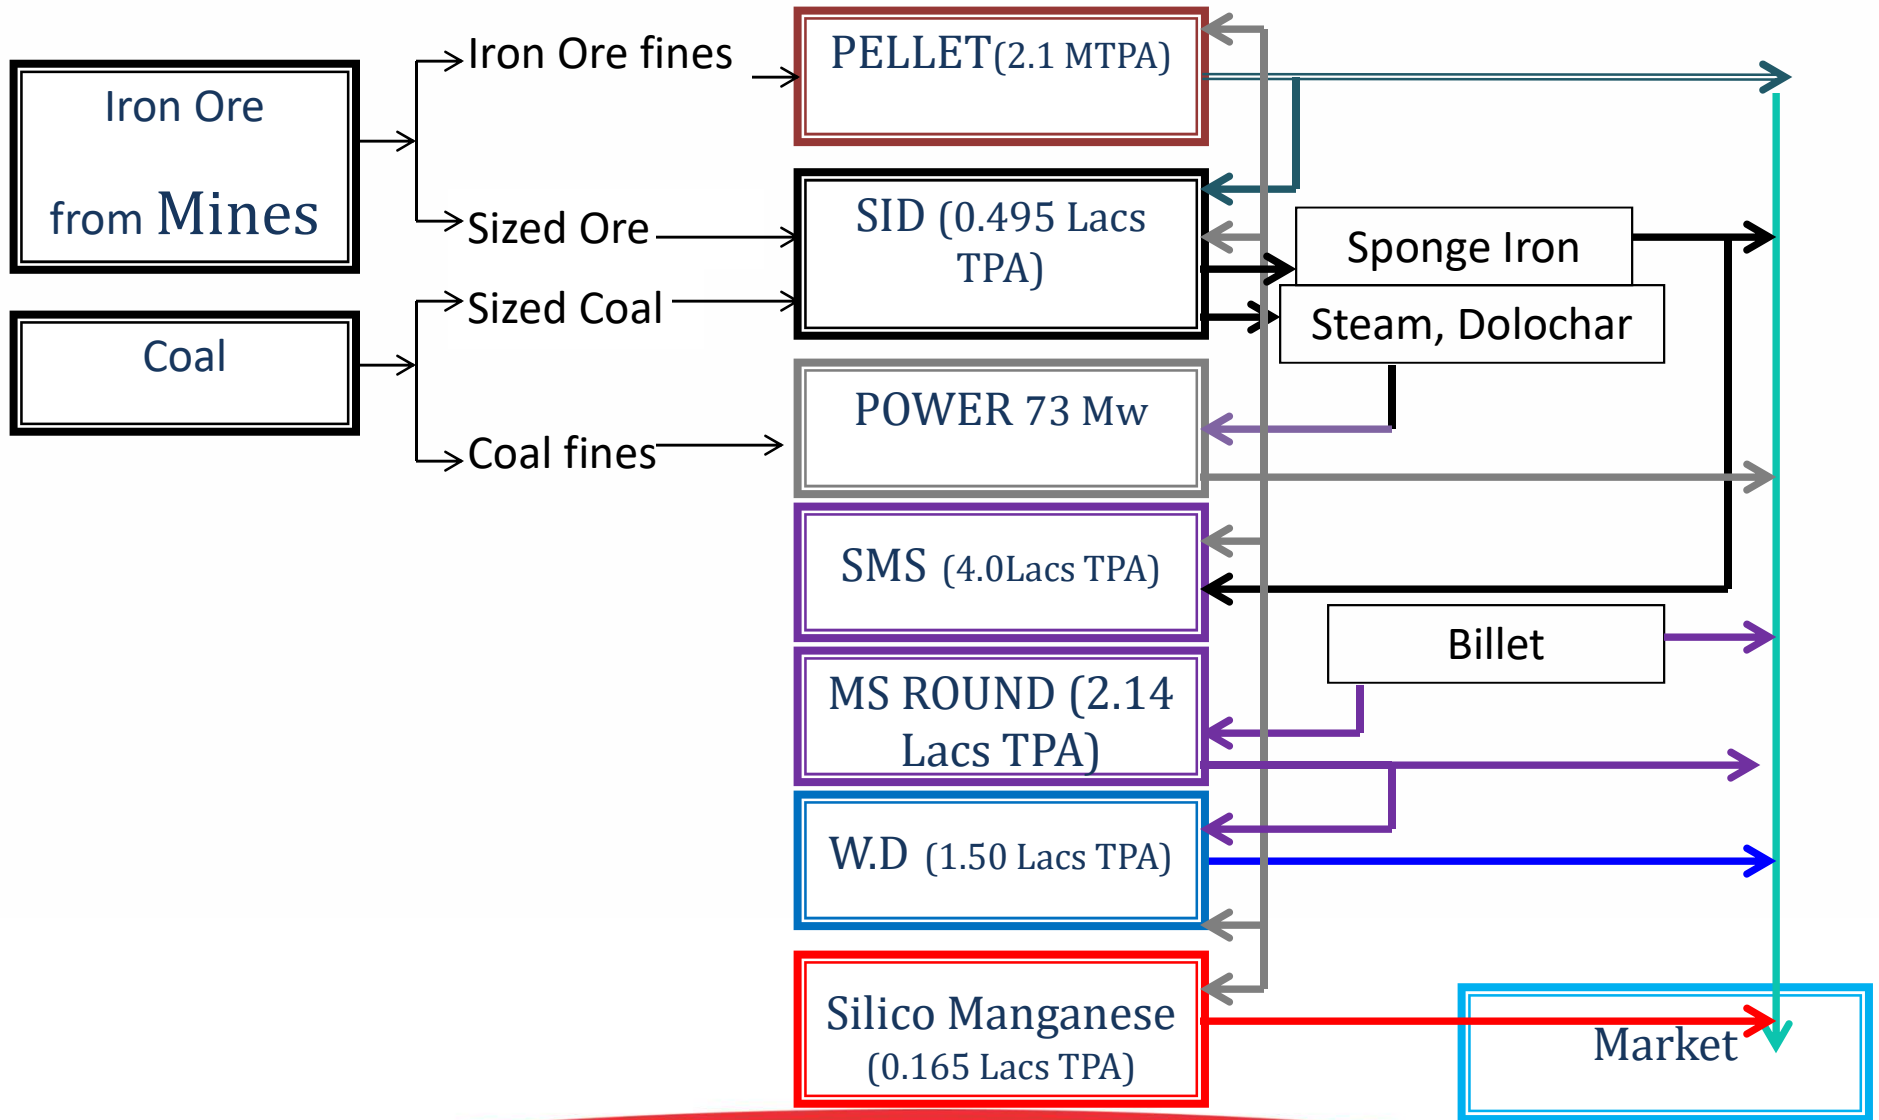 Iron Ore
from Mines
Coal
Iron Ore fines
Sized Ore
Sized Coal
Coal fines
PELLET(2.1 MTPA)
SID (0.495 Lacs
TPA)
POWER 73 Mw
SMS (4.0Lacs TPA)
MS ROUND (2.14
Lacs TPA)
W.D (1.50 Lacs TPA)
Silico Manganese
(0.165 Lacs TPA)
Sponge Iron
Steam, Dolochar
Billet
Market